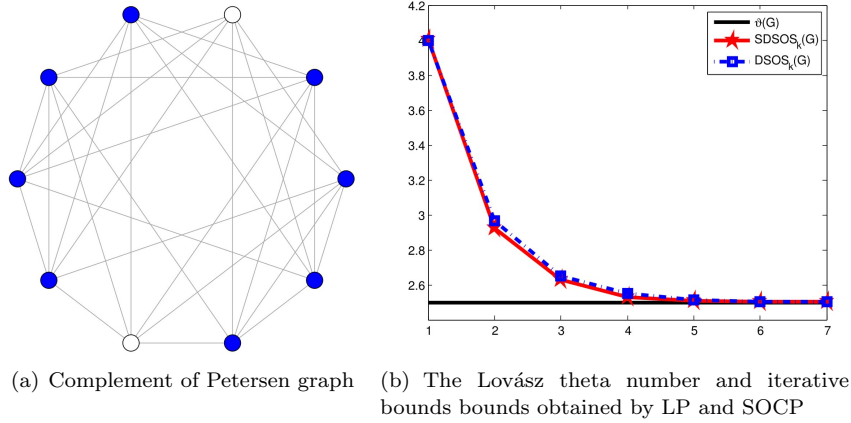 4.2
4
3.8
3.6
3.4
3.2
3
2.8
2.6
1 2 3 4 5 6 7
ϑ(G)
SDSOS_k(G)
DSOS_k(G)
(a) Complement of Petersen graph
(b) The Lovász theta number and iterative
bounds bounds obtained by LP and SOCP